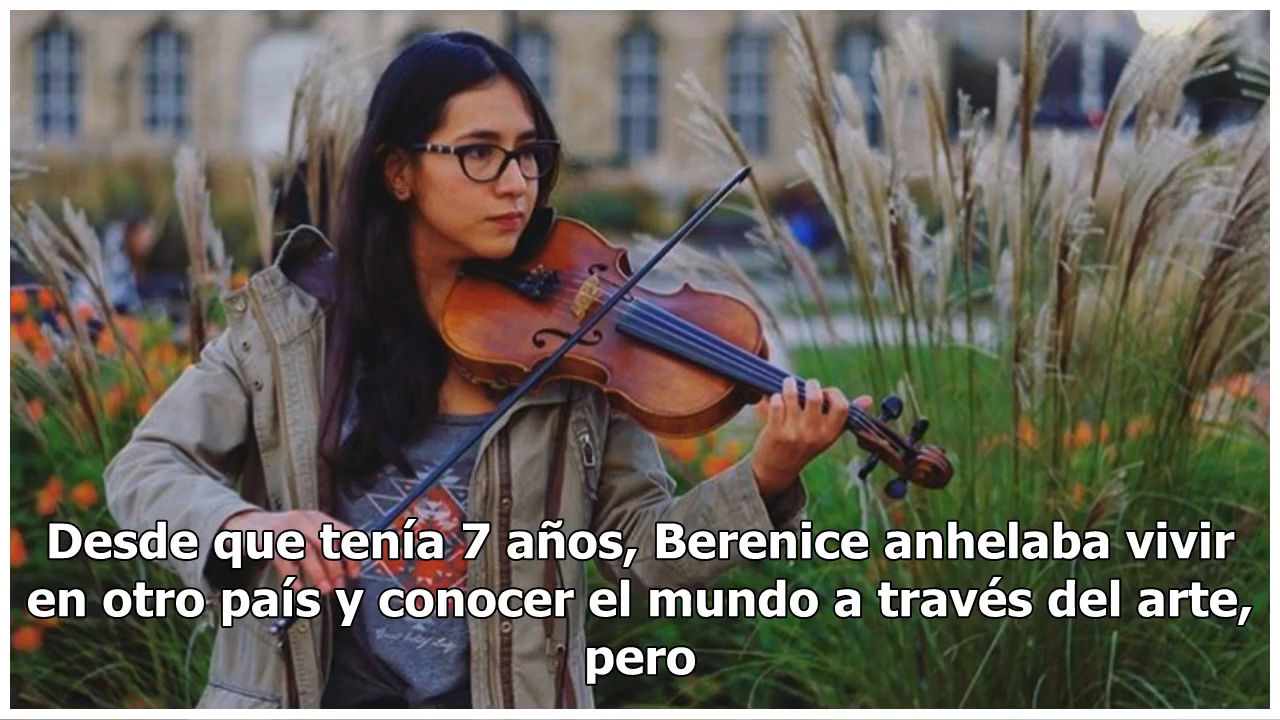 Desde que tenía 7 años, Berenice anhelaba vivir
en otro país y conocer el mundo a través del arte,
pero